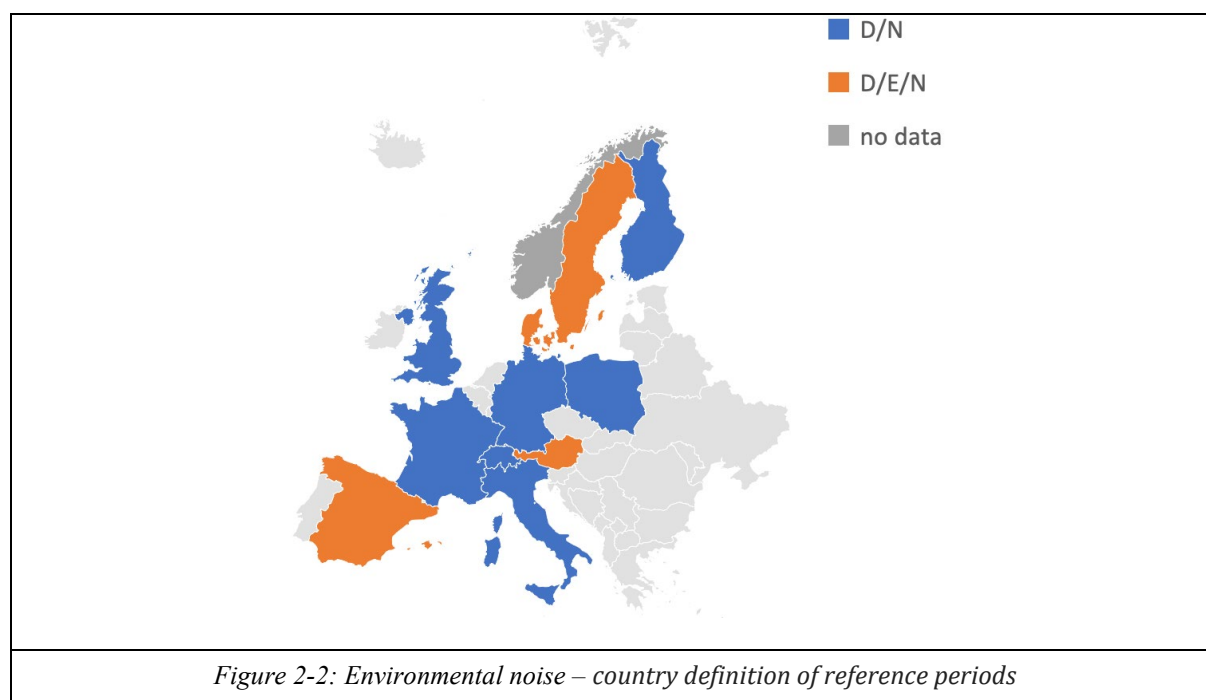 D/N
D/E/N
no data
Figure 2-2: Environmental noise – country definition of reference periods